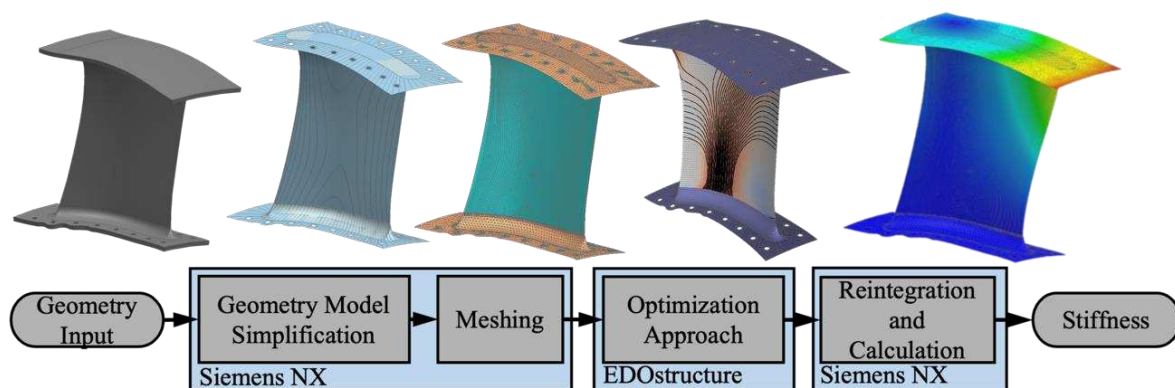 Geometry
Input
Geometry Model
Simplification
Meshing
Siemens NX
Optimization
Approach
EDOstructure
Reintegration
and
Calculation
Siemens NX
Stiffness